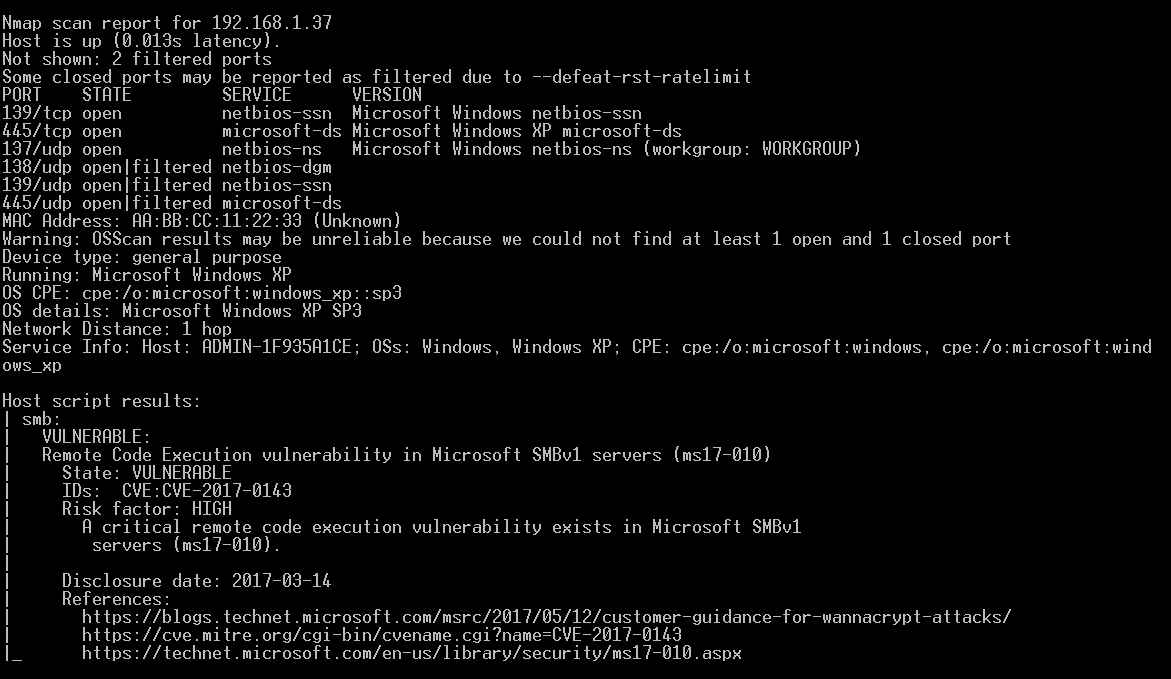 Nmap scan report for 192.168.1.37
Host is up (0.013s latency).
Not shown: 2 filtered ports
Some closed ports may be reported as filtered due to --defeat-rst-ratelimit
PORT    STATE         SERVICE      VERSION
139/tcp open          netbios-ssn  Microsoft Windows netbios-ssn
445/tcp open          microsoft-ds Microsoft Windows XP microsoft-ds
137/udp open          netbios-ns   Microsoft Windows netbios-ns (workgroup: WORKGROUP)
138/udp open|filtered netbios-dgm
139/udp open|filtered netbios-ssn
445/udp open|filtered microsoft-ds
MAC Address: AA:BB:CC:11:22:33 (Unknown)
Warning: OSScan results may be unreliable because we could not find at least 1 open and 1 closed port
Device type: general purpose
Running: Microsoft Windows XP
OS CPE: cpe:/o:microsoft:windows_xp::sp3
OS details: Microsoft Windows XP SP3
Network Distance: 1 hop
Service Info: Host: ADMIN-1F935A1CE; OSs: Windows, Windows XP; CPE: cpe:/o:microsoft:windows, cpe:/o:microsoft:wind
ows_xp

Host script results:
| smb:
|   VULNERABLE:
|   Remote Code Execution vulnerability in Microsoft SMBv1 servers (ms17-010)
|     State: VULNERABLE
|     IDs:  CVE:CVE-2017-0143
|     Risk factor: HIGH
|       A critical remote code execution vulnerability exists in Microsoft SMBv1
|        servers (ms17-010).
|
|     Disclosure date: 2017-03-14
|     References:
|       https://blogs.technet.microsoft.com/msrc/2017/05/12/customer-guidance-for-wannacrypt-attacks/
|       https://cve.mitre.org/cgi-bin/cvename.cgi?name=CVE-2017-0143
|_      https://technet.microsoft.com/en-us/library/security/ms17-010.aspx